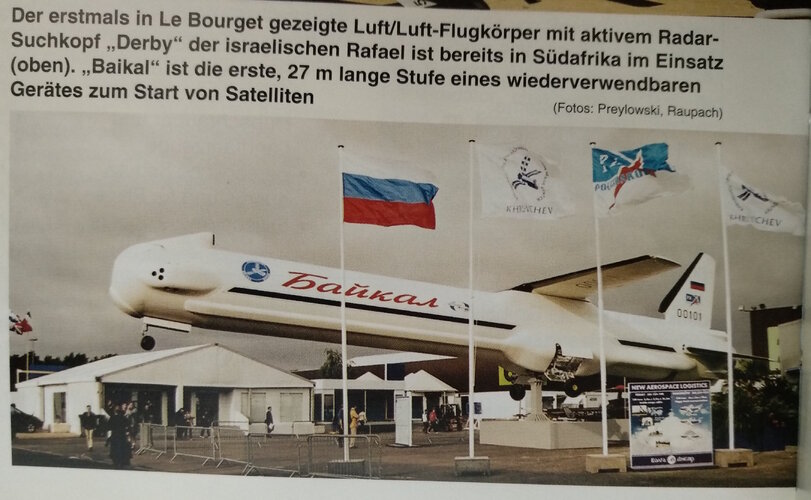 Der erstmals in Le Bourget gezeigte Luft/Luft-Flugkörper mit aktivem Radar-
Suchkopf „Derby“ der israelischen Rafael ist bereits in Südafrika im Einsatz
(oben). „Baikal“ ist die erste, 27 m lange Stufe eines wiederverwendbaren
Gerätes zum Start von Satelliten
(Fotos: Preylowski, Raupach)
KHRUNICHEV
KHRUNICHEV
Байкал
00101
NEW AEROSPACE LOGISTICS